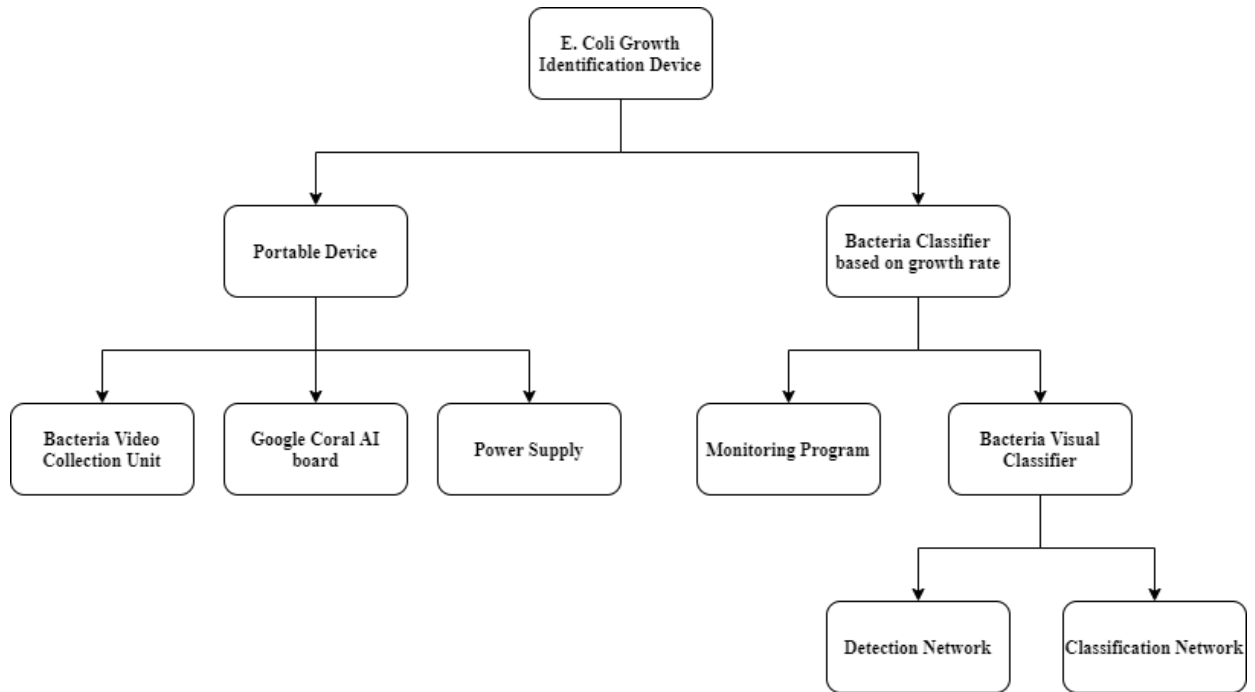 E. Coli Growth
Identification Device
Portable Device
Bacteria Classifier
based on growth rate
Bacteria Video
Collection Unit
Google Coral AI
board
Power Supply
Monitoring Program
Bacteria Visual
Classifier
Detection Network
Classification Network